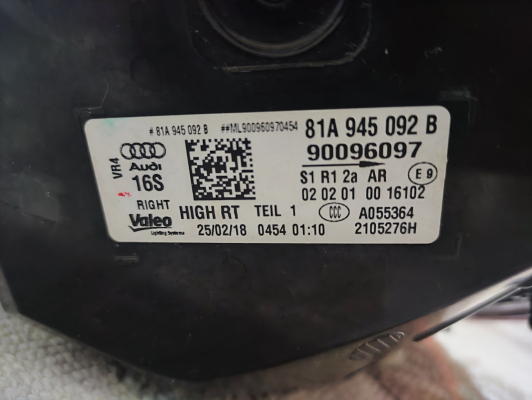 # 81A 945 092 B ##ML900960970454 81A 945 092 B
90096097
VR4
Audi
16S
RIGHT
Valeo
Lighting Systems
HIGH RT TEIL 1
25/02/18 0454 01:10
S1 R1 2a AR E9
02 02 01 00 16102
CCC A055364
2105276H